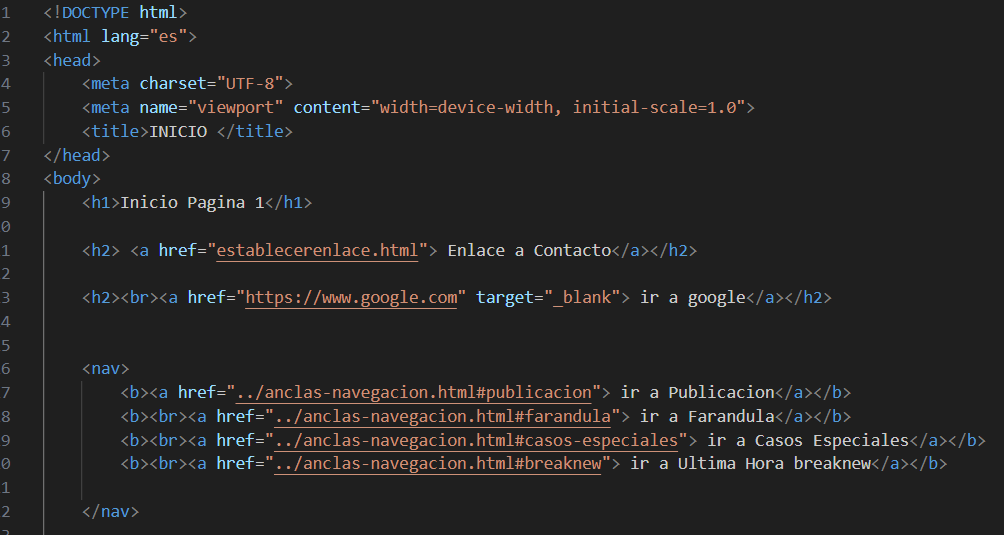 1 <!DOCTYPE html>
2 <html lang="es">
3 <head>
4 <meta charset="UTF-8">
5 <meta name="viewport" content="width=device-width, initial-scale=1.0">
6 <title>INICIO </title>
7 </head>
8 <body>
9 <h1>Inicio Pagina 1</h1>
0
1 <h2> <a href="establecerenlace.html"> Enlace a Contacto</a></h2>
2
3 <h2><br><a href="https://www.google.com" target="_blank"> ir a google</a></h2>
4
5
6 <nav>
7 <b><a href="../anclas-navegacion.html#publicacion"> ir a Publicacion</a></b>
8 <b><br><a href="../anclas-navegacion.html#farandula"> ir a Farandula</a></b>
9 <b><br><a href="../anclas-navegacion.html#casos-especiales"> ir a Casos Especiales</a></b>
0 <b><br><a href="../anclas-navegacion.html#breaknew"> ir a Ultima Hora breaknew</a></b>
1
2 </nav>